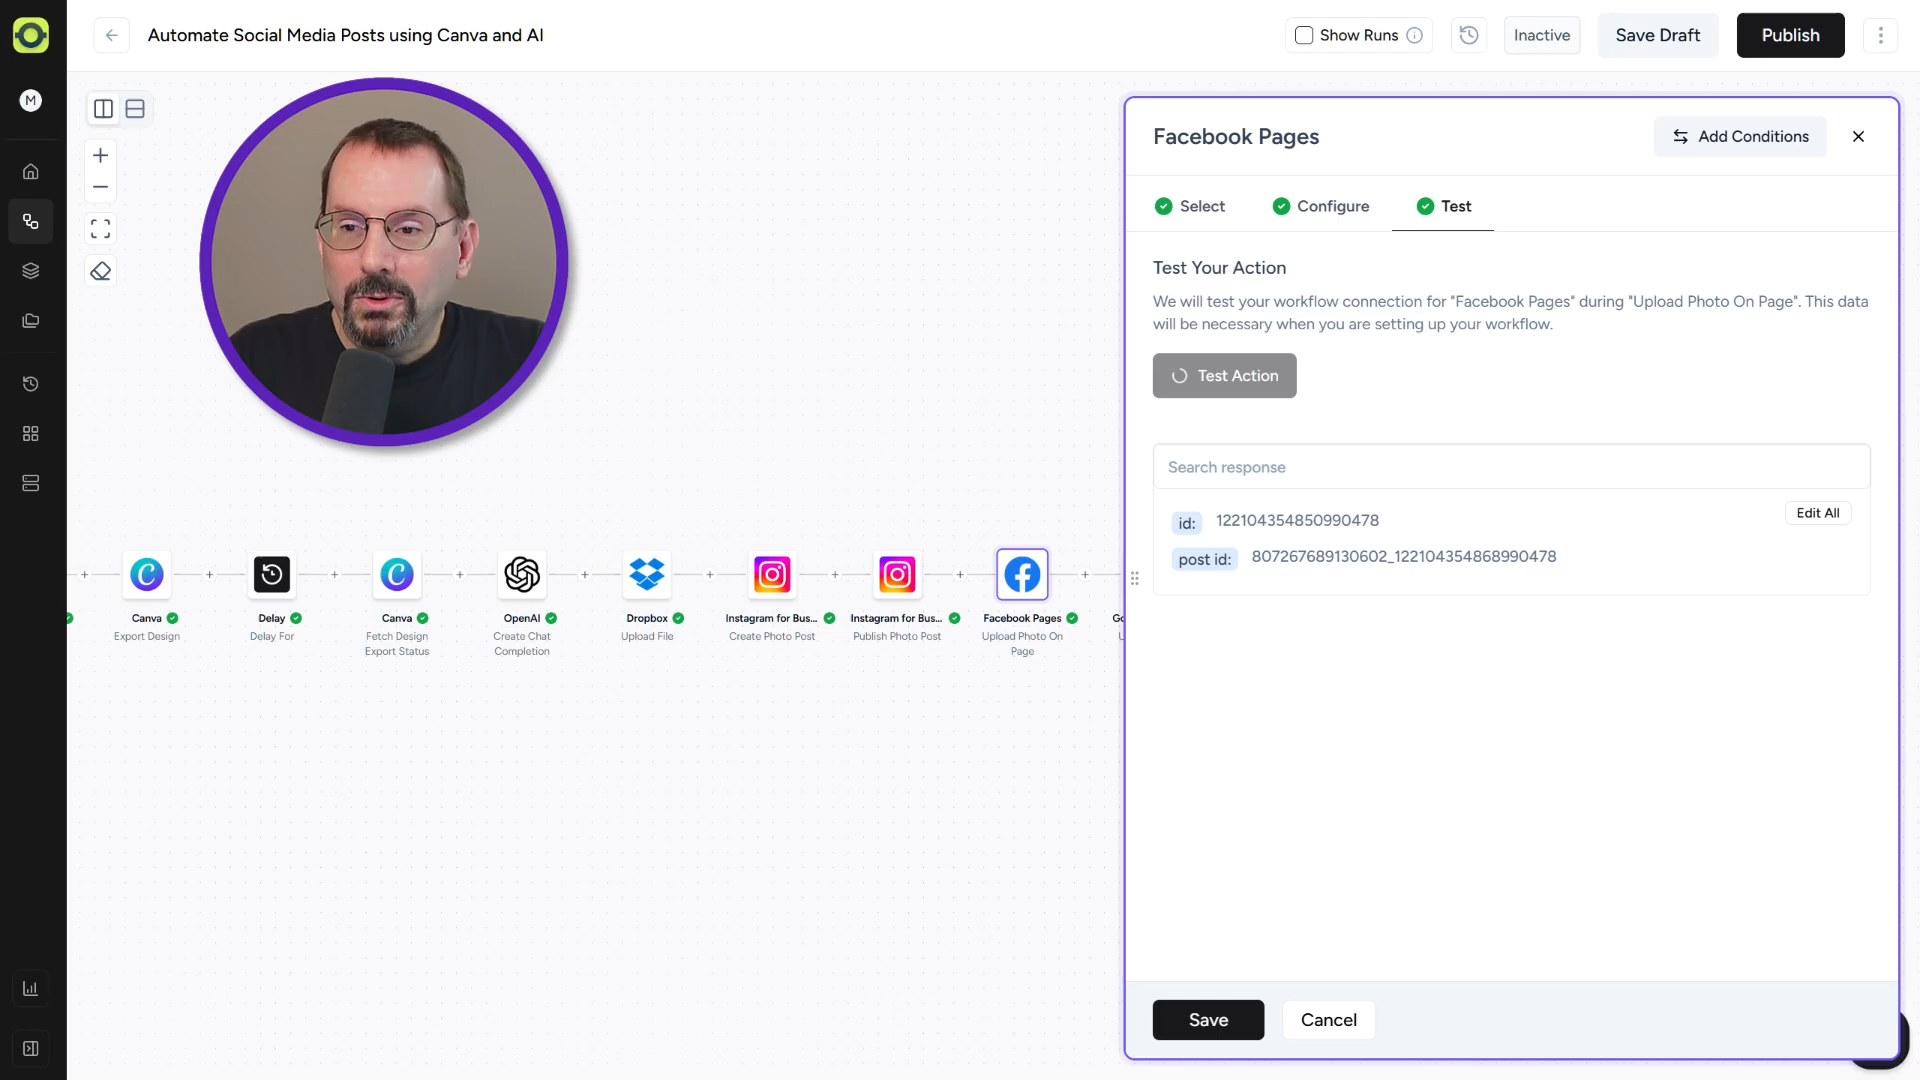 Automate Social Media Posts using Canva and AI
Show Runs
Inactive
Save Draft
Publish
M
Facebook Pages
Add Conditions
Select
Configure
Test
Test Your Action
We will test your workflow connection for "Facebook Pages" during "Upload Photo On Page". This data
will be necessary when you are setting up your workflow.
Test Action
Search response
id: 122104354850990478
Edit All
post id: 807267689130602_122104354868990478
Canva
Export Design
Delay
Delay For
Canva
Fetch Design
Export Status
OpenAI
Create Chat
Completion
Dropbox
Upload File
Instagram for Bus...
Create Photo Post
Instagram for Bus...
Publish Photo Post
Facebook Pages
Upload Photo On
Page
Save
Cancel